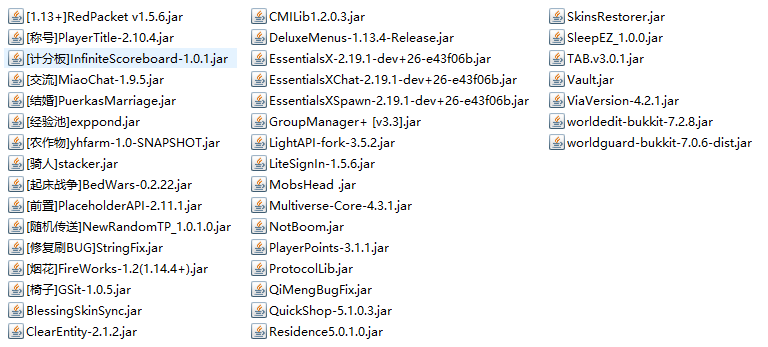 [1.13+]RedPacket v1.5.6.jar
[称号]PlayerTitle-2.10.4.jar
[计分板]InfiniteScoreboard-1.0.1.jar
[交流]MiaoChat-1.9.5.jar
[结婚]PuerkasMarriage.jar
[经验池]exppond.jar
[农作物]yhfarm-1.0-SNAPSHOT.jar
[骑人]stacker.jar
[起床战争]BedWars-0.2.22.jar
[前置]PlaceholderAPI-2.11.1.jar
[随机传送]NewRandomTP_1.0.1.0.jar
[修复刷BUG]StringFix.jar
[烟花]FireWorks-1.2(1.14.4+).jar
[椅子]GSit-1.0.5.jar
BlessingSkinSync.jar
ClearEntity-2.1.2.jar
CMILib1.2.0.3.jar
DeluxeMenus-1.13.4-Release.jar
EssentialsX-2.19.1-dev+26-e43f06b.jar
EssentialsXChat-2.19.1-dev+26-e43f06b.jar
EssentialsXSpawn-2.19.1-dev+26-e43f06b.jar
GroupManager+ [v3.3].jar
LightAPI-fork-3.5.2.jar
LiteSignIn-1.5.6.jar
MobsHead .jar
Multiverse-Core-4.3.1.jar
NotBoom.jar
PlayerPoints-3.1.1.jar
ProtocolLib.jar
QiMengBugFix.jar
QuickShop-5.1.0.3.jar
Residence5.0.1.0.jar
SkinsRestorer.jar
SleepEZ_1.0.0.jar
TAB.v3.0.1.jar
Vault.jar
ViaVersion-4.2.1.jar
worldedit-bukkit-7.2.8.jar
worldguard-bukkit-7.0.6-dist.jar